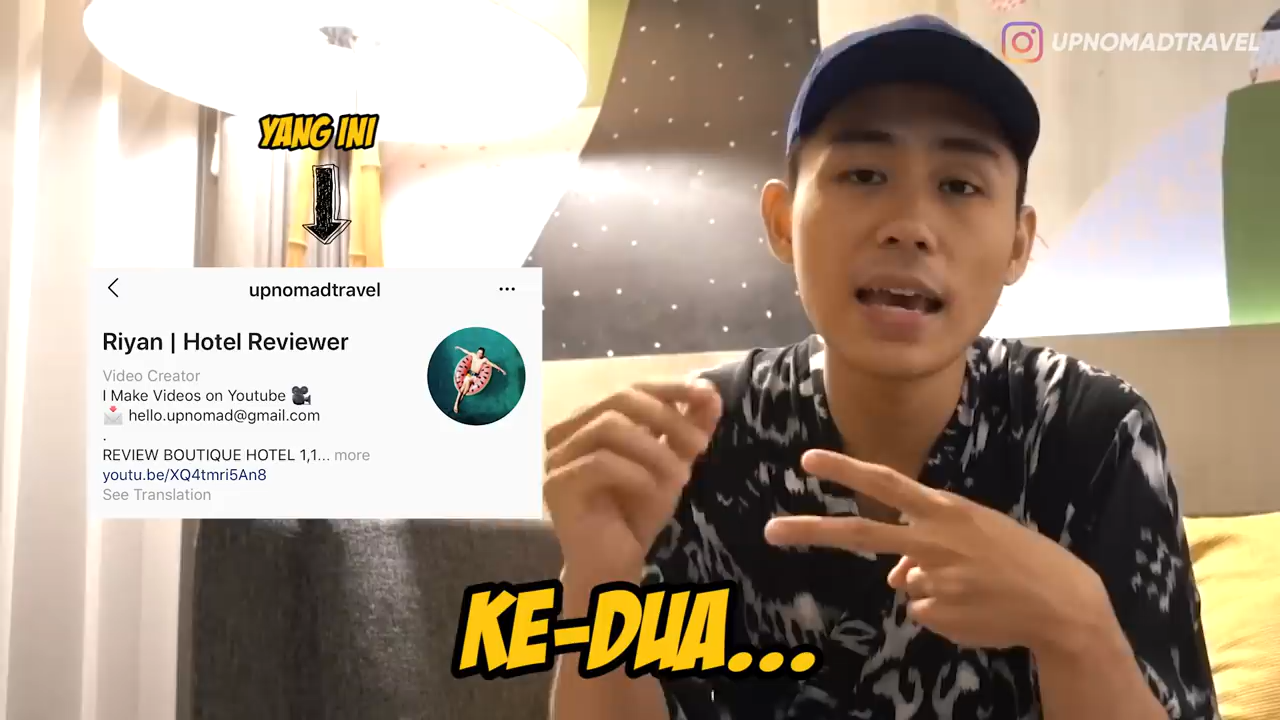 UPNOMADTRAVEL
YANG INI
upnomadtravel
Riyan | Hotel Reviewer
Video Creator
I Make Videos on Youtube 🎥
📩 hello.upnomad@gmail.com
.
REVIEW BOUTIQUE HOTEL 1,1... more
youtu.be/XQ4tmri5An8
See Translation
KE-DUA...